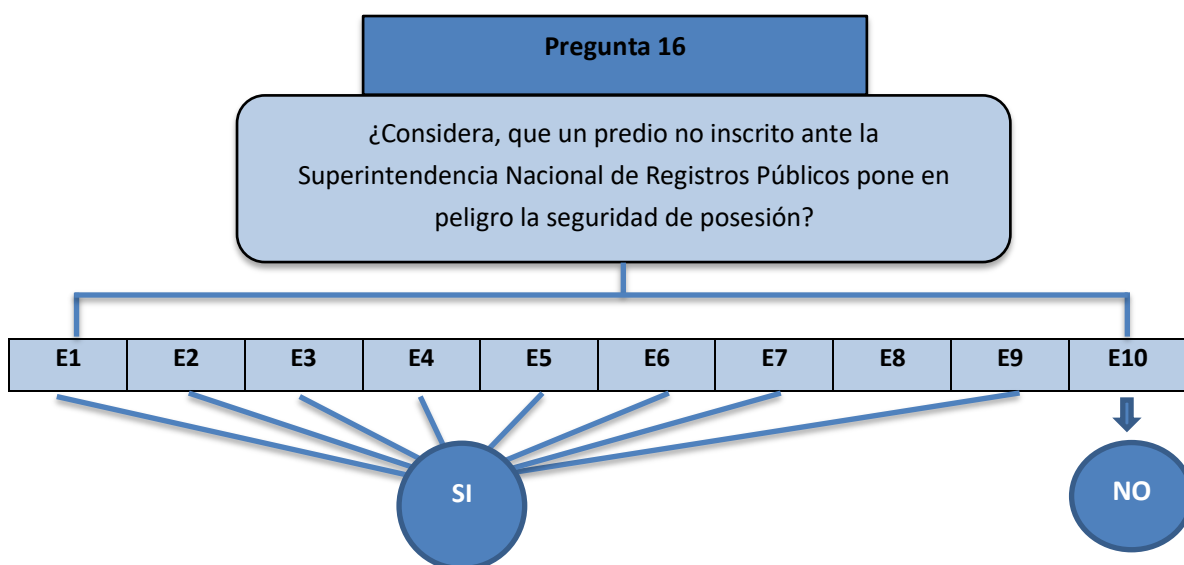 Pregunta 16
¿Considera, que un predio no inscrito ante la
Superintendencia Nacional de Registros Públicos pone en
peligro la seguridad de posesión?
E1 E2 E3 E4 E5 E6 E7 E8 E9 E10
SI
NO